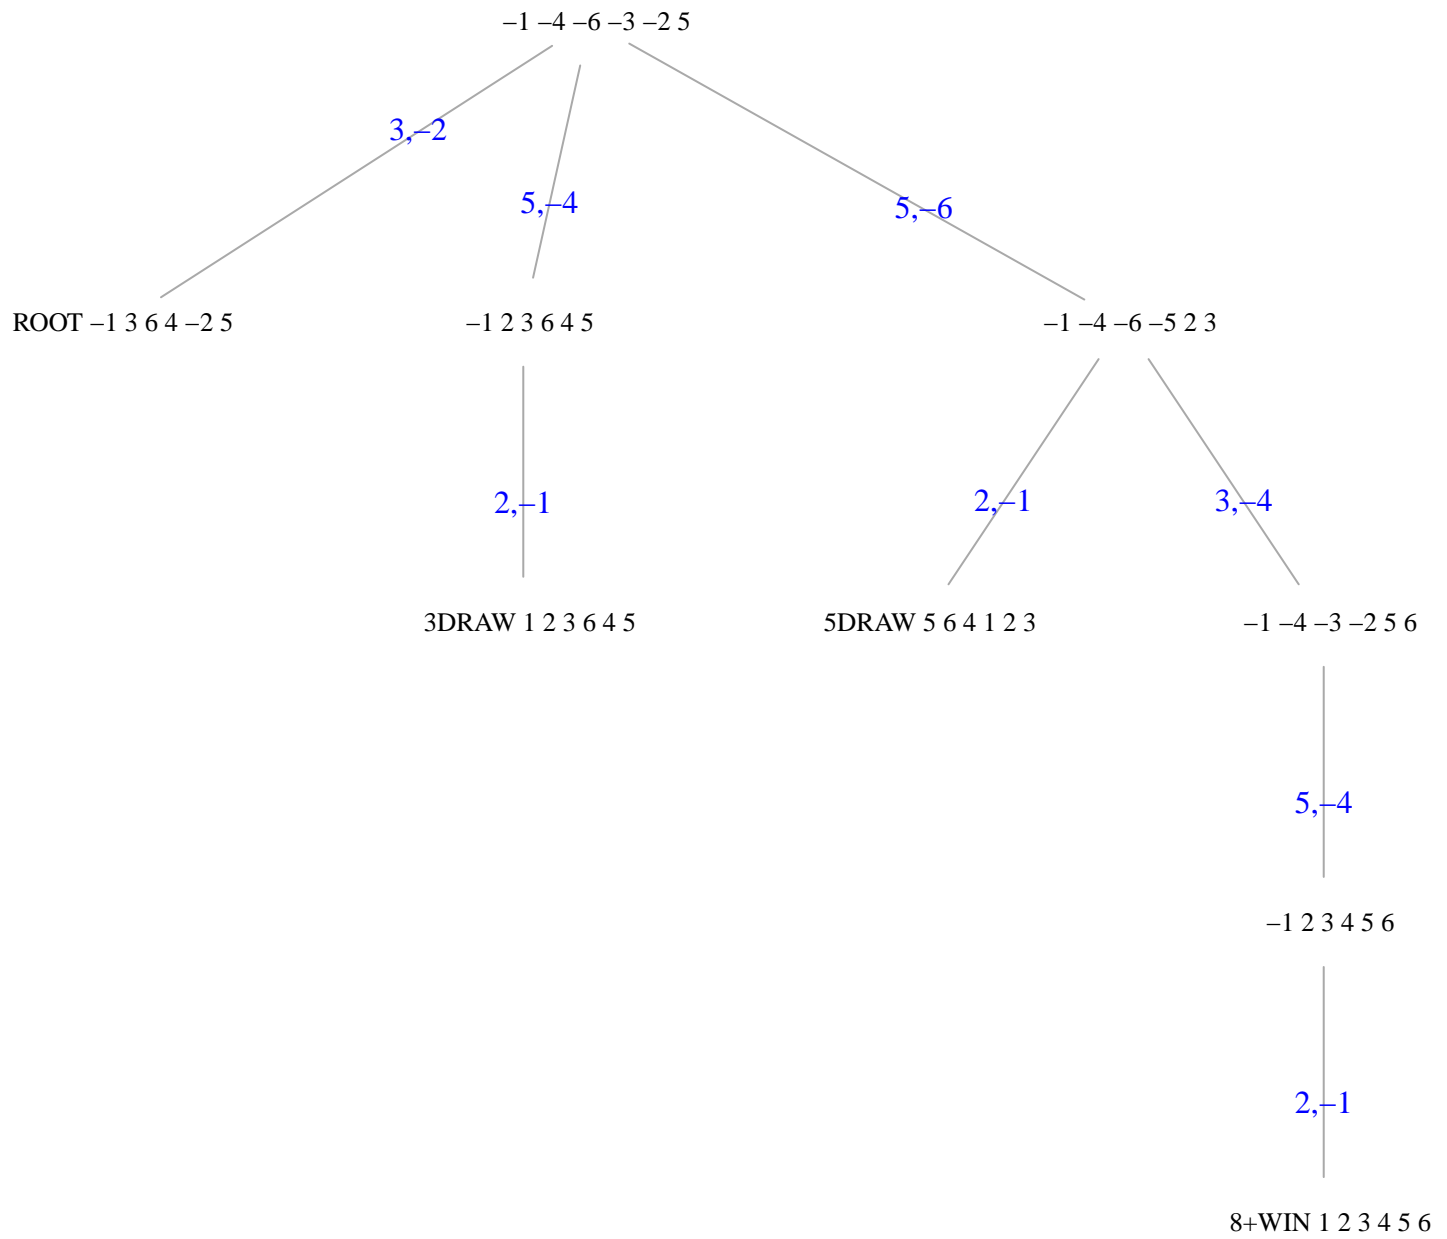 –1 –4 –6 –3 –2 5
3,–2
5,–4
5,–6
ROOT –1 3 6 4 –2 5
–1 2 3 6 4 5
–1 –4 –6 –5 2 3
2,–1
2,–1
3,–4
3DRAW 1 2 3 6 4 5
5DRAW 5 6 4 1 2 3
–1 –4 –3 –2 5 6
5,–4
–1 2 3 4 5 6
2,–1
8+WIN 1 2 3 4 5 6